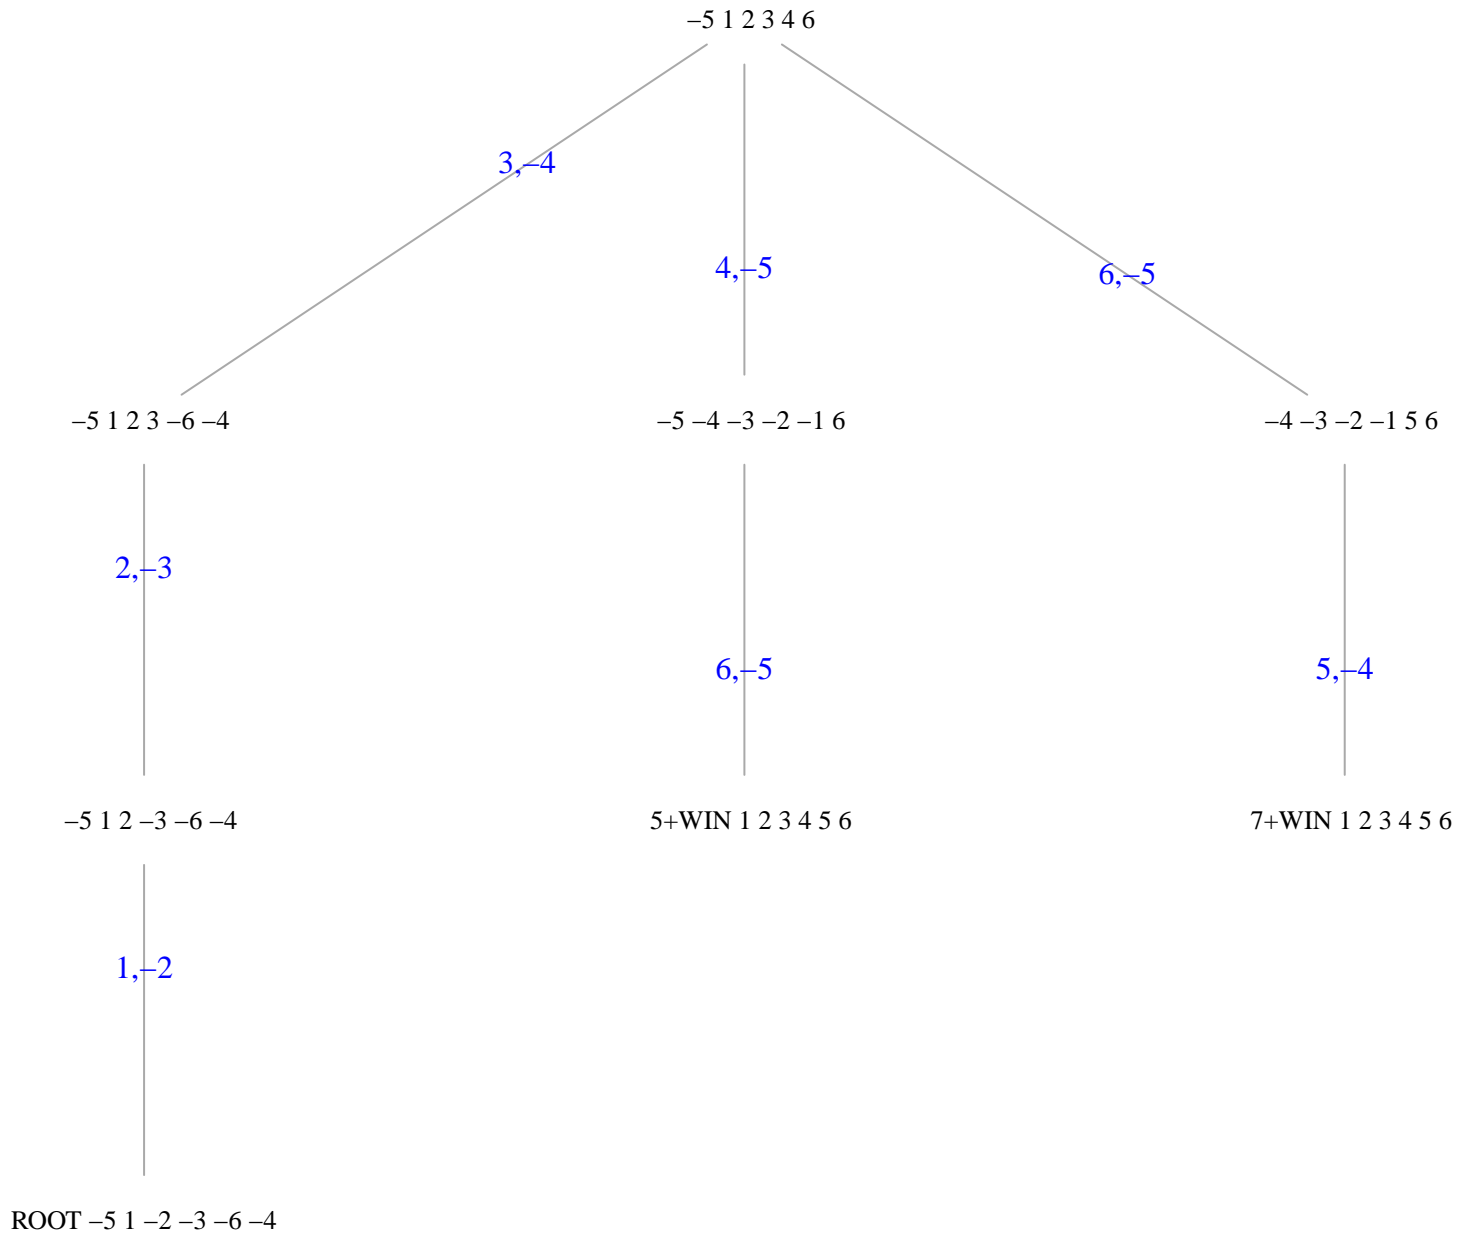 –5 1 2 3 4 6
3,–4
4,–5
6,–5
–5 1 2 3 –6 –4
–5 –4 –3 –2 –1 6
–4 –3 –2 –1 5 6
2,–3
6,–5
5,–4
–5 1 2 –3 –6 –4
5+WIN 1 2 3 4 5 6
7+WIN 1 2 3 4 5 6
1,–2
ROOT –5 1 –2 –3 –6 –4